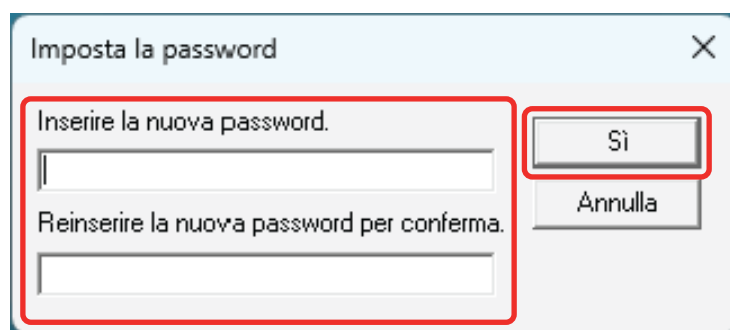 Imposta la password
Inserire la nuova password.
Sì
Annulla
Reinserire la nuova password per conferma.